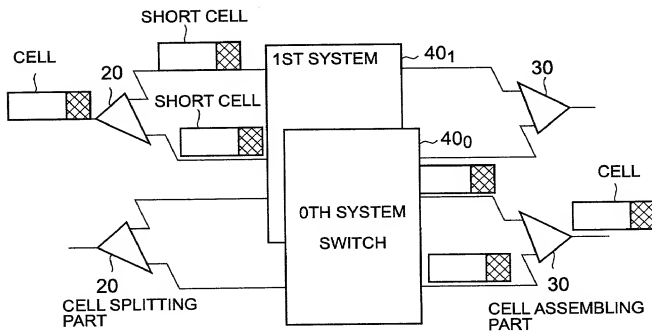 SHORT CELL
1ST SYSTEM
40₁
CELL
20
30
SHORT CELL
40₀
CELL
0TH SYSTEM
SWITCH
20
30
CELL SPLITTING
PART
CELL ASSEMBLING
PART